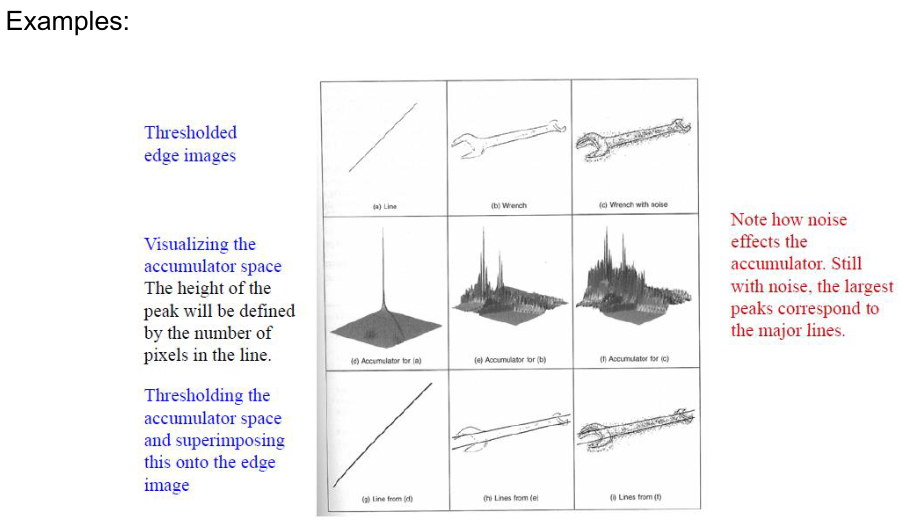 Examples:
Thresholded
edge images
(a) Line
(b) Wrench
(c) Wrench with noise
Visualizing the
accumulator space
The height of the
peak will be defined
by the number of
pixels in the line.
(d) Accumulator for (a)
(e) Accumulator for (b)
(f) Accumulator for (c)
Note how noise
effects the
accumulator. Still
with noise, the largest
peaks correspond to
the major lines.
Thresholding the
accumulator space
and superimposing
this onto the edge
image
(g) Line from (d)
(h) Lines from (e)
(i) Lines from (f)